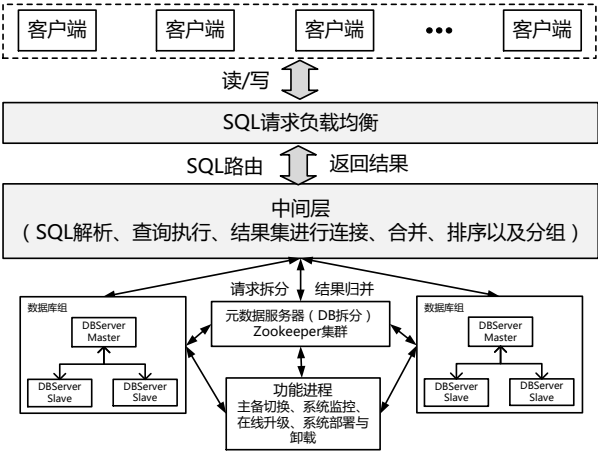 客户端 客户端 客户端 ••• 客户端
读/写
SQL请求负载均衡
SQL路由 返回结果
中间层
（SQL解析、查询执行、结果集进行连接、合并、排序以及分组）
请求拆分 结果归并
数据库组
DBServer
Master
DBServer
Slave
DBServer
Slave
元数据服务器（DB拆分）
Zookeeper集群
数据库组
DBServer
Master
DBServer
Slave
DBServer
Slave
功能进程
主备切换、系统监控、
在线升级、系统部署与
卸载